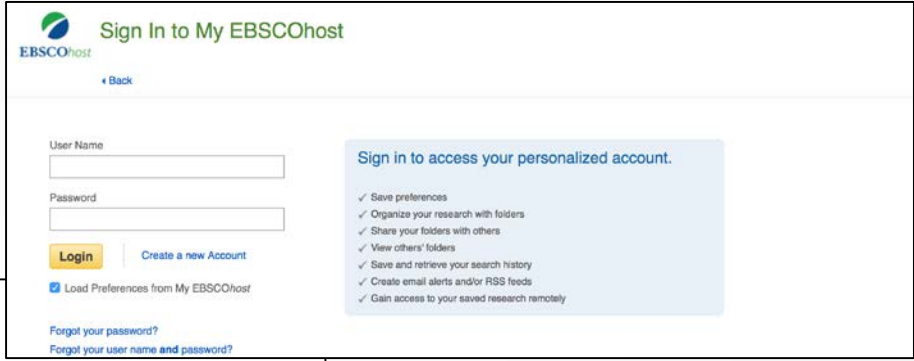 Sign In to My EBSCOhost
EBSCOhost
Back
User Name
Password
Login
Create a new Account
Load Preferences from My EBSCOhost
Forgot your password?
Forgot your user name and password?
Sign in to access your personalized account.
✓ Save preferences
✓ Organize your research with folders
✓ Share your folders with others
✓ View others' folders
✓ Save and retrieve your search history
✓ Create email alerts and/or RSS feeds
✓ Gain access to your saved research remotely